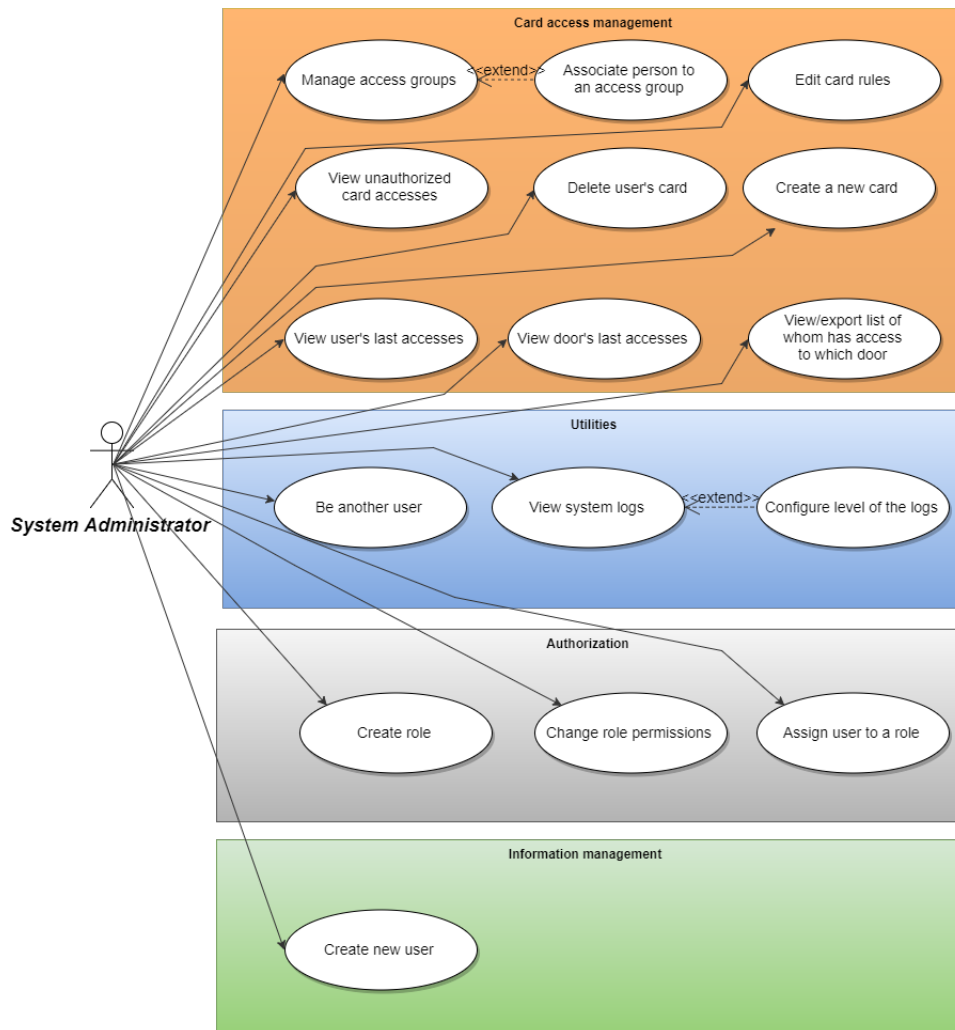 Card access management
Manage access groups
<<extend>>
Associate person to
an access group
Edit card rules
View unauthorized
card accesses
Delete user's card
Create a new card
View user's last accesses
View door's last accesses
View/export list of
whom has access
to which door
System Administrator
Utilities
Be another user
View system logs
<<extend>>
Configure level of the logs
Authorization
Create role
Change role permissions
Assign user to a role
Information management
Create new user